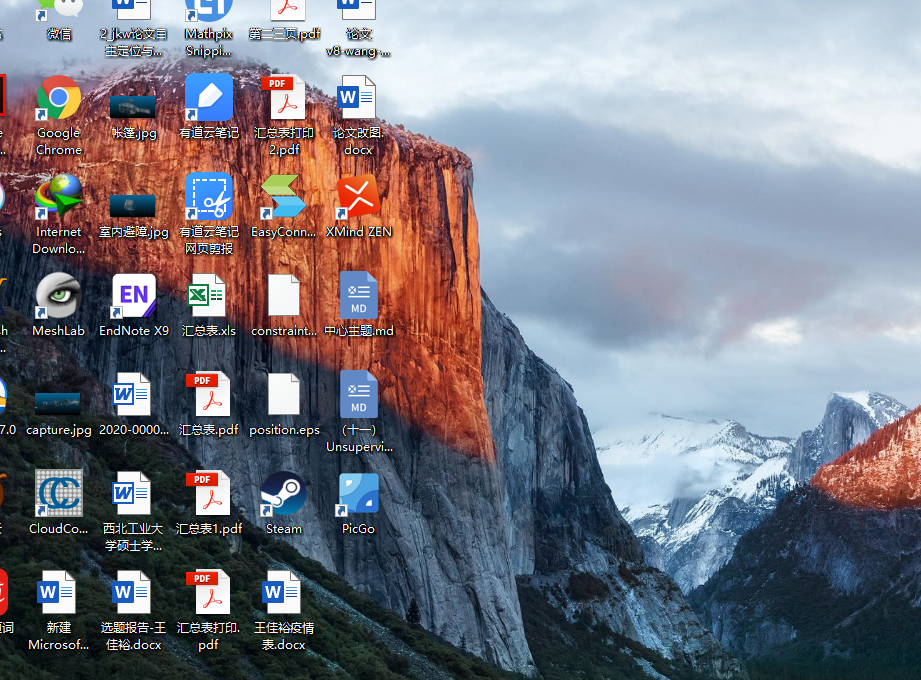 微信
2_jkw论文自
主定位与...
Mathpix
Snippi...
第二三页.pdf
论文
v8-wang-...
Google
Chrome
帐篷.jpg
有道云笔记
PDF
汇总表打印
2.pdf
W
论文改图.
docx
Internet
Downlo...
室内避障.jpg
有道云笔记
网页剪报
EasyConn...
XMind ZEN
MeshLab
EN
EndNote X9
汇总表.xls
constraint...
MD
中心主题.md
7.0
capture.jpg
W
2020-0000...
PDF
汇总表.pdf
position.eps
MD
（十一）
Unsupervi...
CloudCo...
W
西北工业大
学硕士学...
PDF
汇总表1.pdf
Steam
PicGo
W
新建
Microsof...
W
选题报告-王
佳裕.docx
PDF
汇总表打印.
pdf
W
王佳裕疫情
表.docx